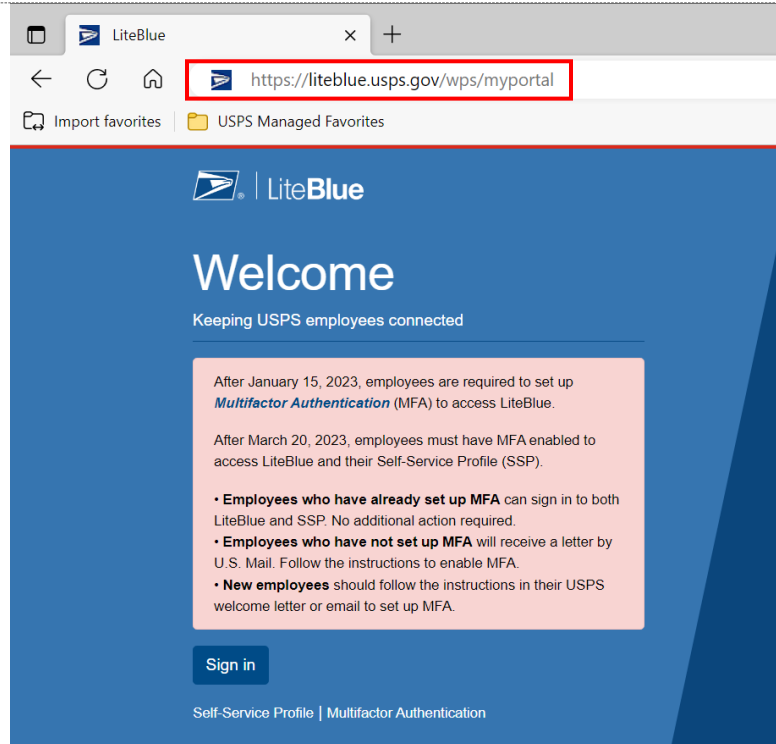 LiteBlue
https://liteblue.usps.gov/wps/myportal
Import favorites
USPS Managed Favorites
LiteBlue
Welcome
Keeping USPS employees connected
After January 15, 2023, employees are required to set up
Multifactor Authentication (MFA) to access LiteBlue.
After March 20, 2023, employees must have MFA enabled to
access LiteBlue and their Self-Service Profile (SSP).
• Employees who have already set up MFA can sign in to both
LiteBlue and SSP. No additional action required.
• Employees who have not set up MFA will receive a letter by
U.S. Mail. Follow the instructions to enable MFA.
• New employees should follow the instructions in their USPS
welcome letter or email to set up MFA.
Sign in
Self-Service Profile | Multifactor Authentication